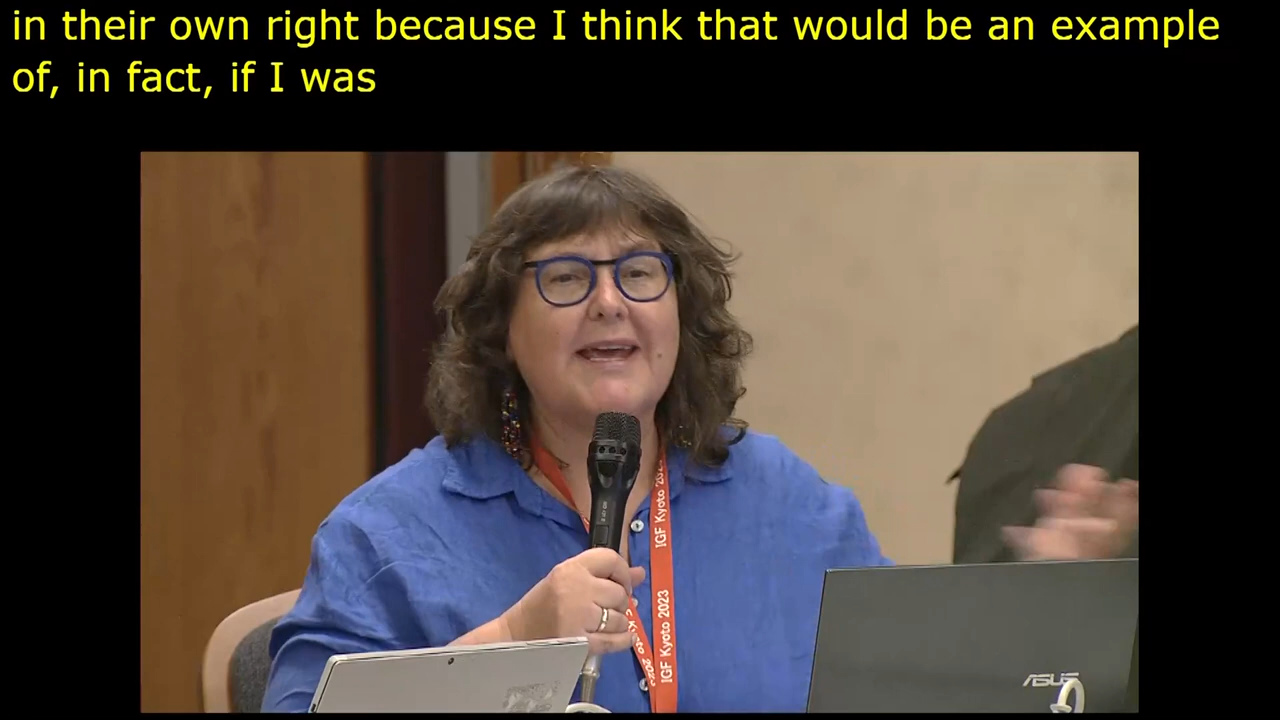 in their own right because I think that would be an example
of, in fact, if I was
IGF Kyoto 2023
IGF Kyoto
ASUS